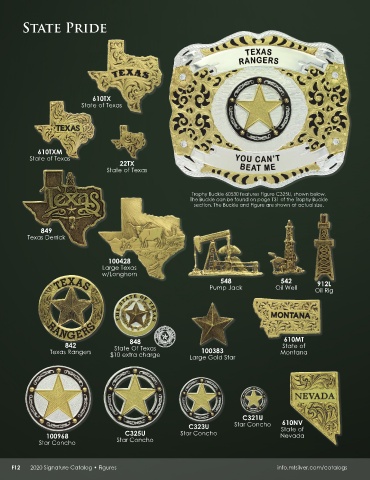 STATE PRIDE
TEXAS
RANGERS
YOU CAN'T
BEAT ME
TEXAS
610TX
State of Texas
TEXAS
610TXM
State of Texas
22TX
State of Texas
Trophy Buckle 60530 features Figure C325U, shown below.
The Buckle can be found on page T31 of the Trophy Buckle
section. The Buckle and Figure are shown at actual size.
Texas
849
Texas Derrick
100428
Large Texas
w/Longhorn
548
Pump Jack
542
Oil Well
912L
Oil Rig
TEXAS
RANGERS
842
Texas Rangers
848
State Of Texas
$10 extra charge
100383
Large Gold Star
MONTANA
610MT
State of
Montana
100968
Star Concho
C325U
Star Concho
C323U
Star Concho
C321U
Star Concho
NEVADA
610NV
State of
Nevada
F12 2020 Signature Catalog • Figures
info.mlsilver.com/catalogs